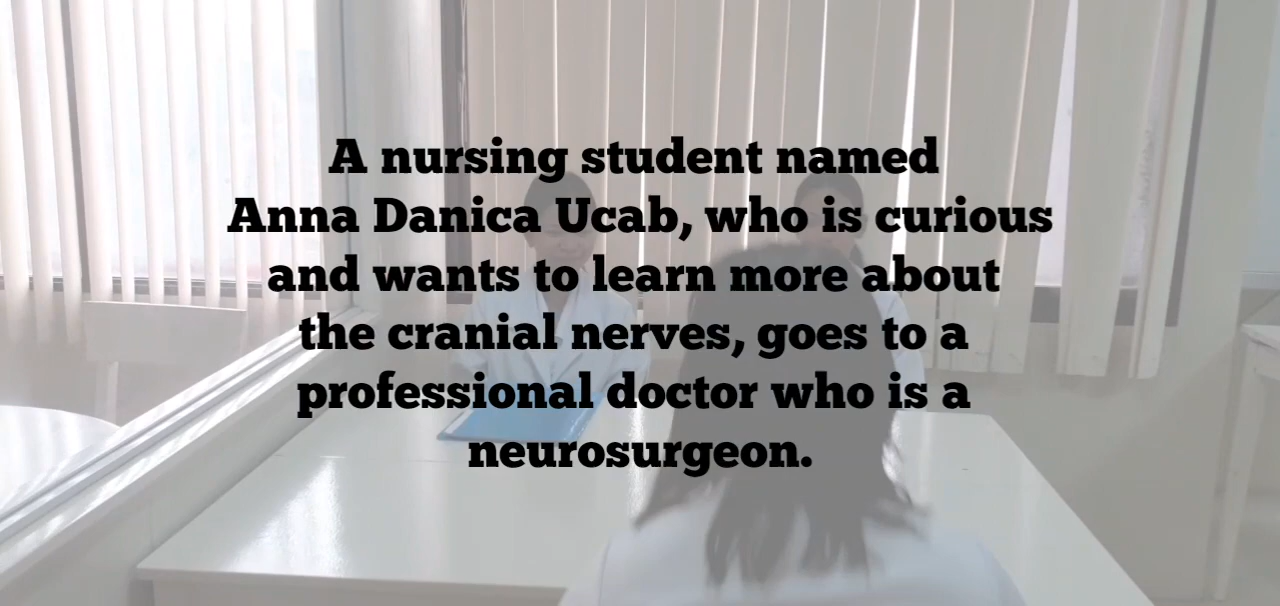 A nursing student named
Anna Danica Ucab, who is curious
and wants to learn more about
the cranial nerves, goes to a
professional doctor who is a
neurosurgeon.